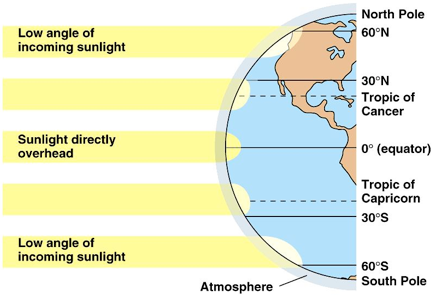 North Pole
Low angle of
incoming sunlight
60°N
30°N
Tropic of
Cancer
Sunlight directly
overhead
0° (equator)
Tropic of
Capricorn
30°S
Low angle of
incoming sunlight
60°S
Atmosphere
South Pole